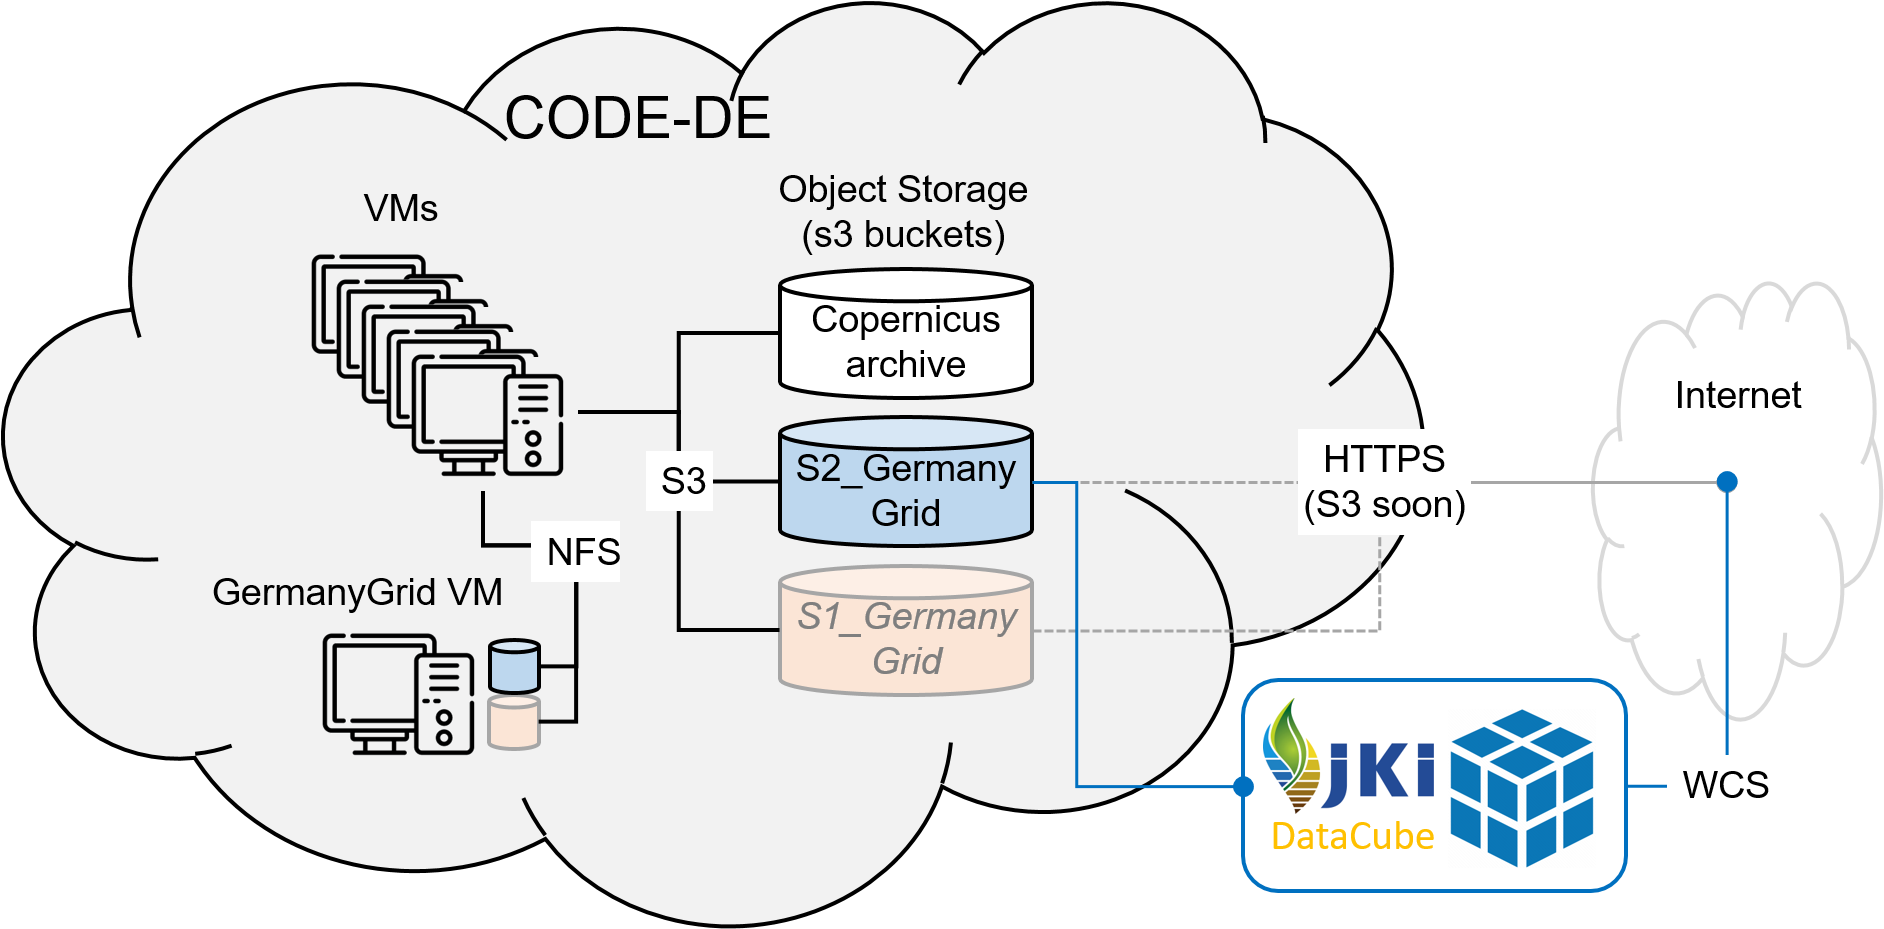 CODE-DE
VMs
Object Storage
(s3 buckets)
Copernicus
archive
Internet
HTTPS
(S3 soon)
S2_Germany
Grid
S3
NFS
GermanyGrid VM
S1_Germany
Grid
JKi
DataCube
WCS